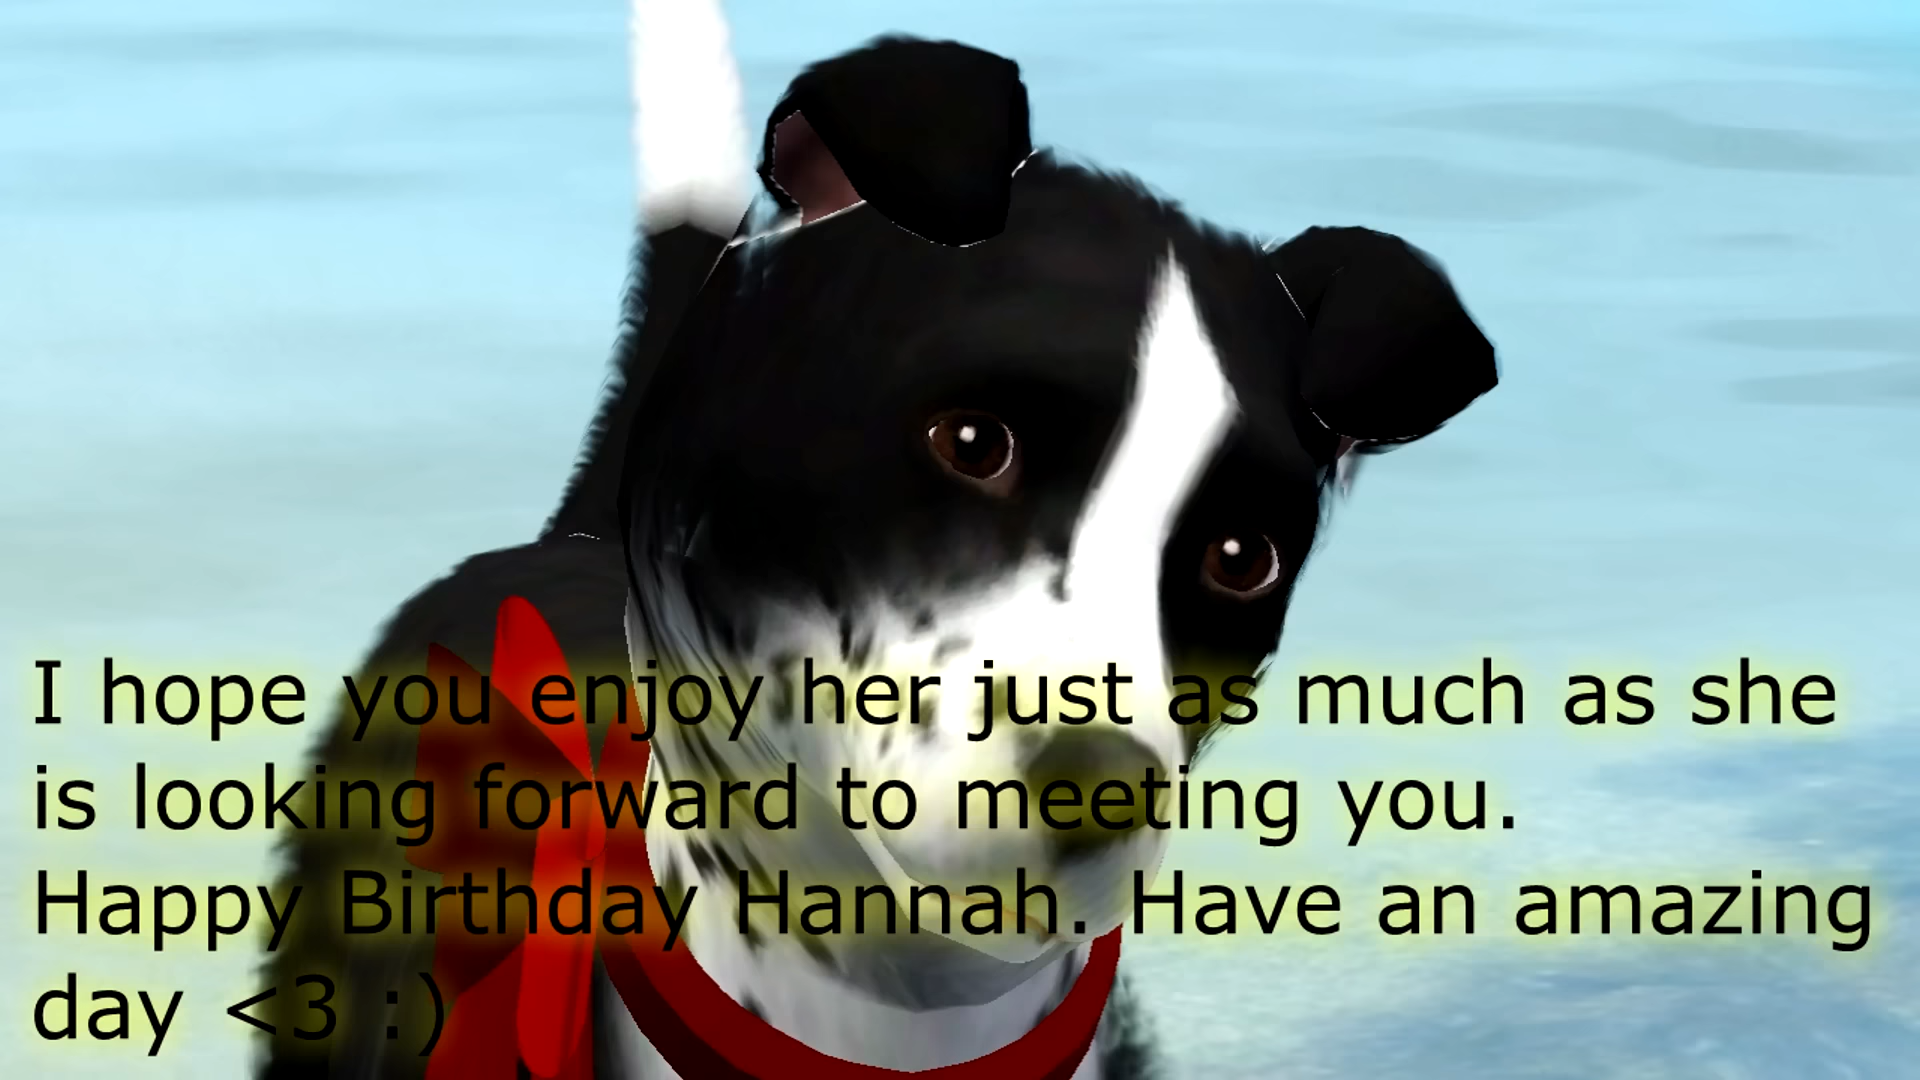 I hope you enjoy her just as much as she
is looking forward to meeting you.
Happy Birthday Hannah. Have an amazing
day <3 :)